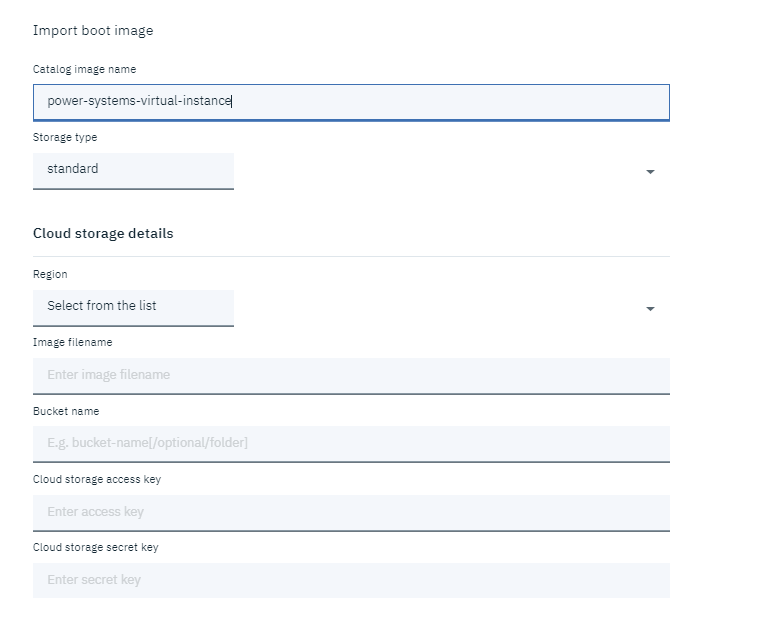 Import boot image
Catalog image name
power-systems-virtual-instance
Storage type
standard
Cloud storage details
Region
Select from the list
Image filename
Enter image filename
Bucket name
E.g. bucket-name[/optional/folder]
Cloud storage access key
Enter access key
Cloud storage secret key
Enter secret key